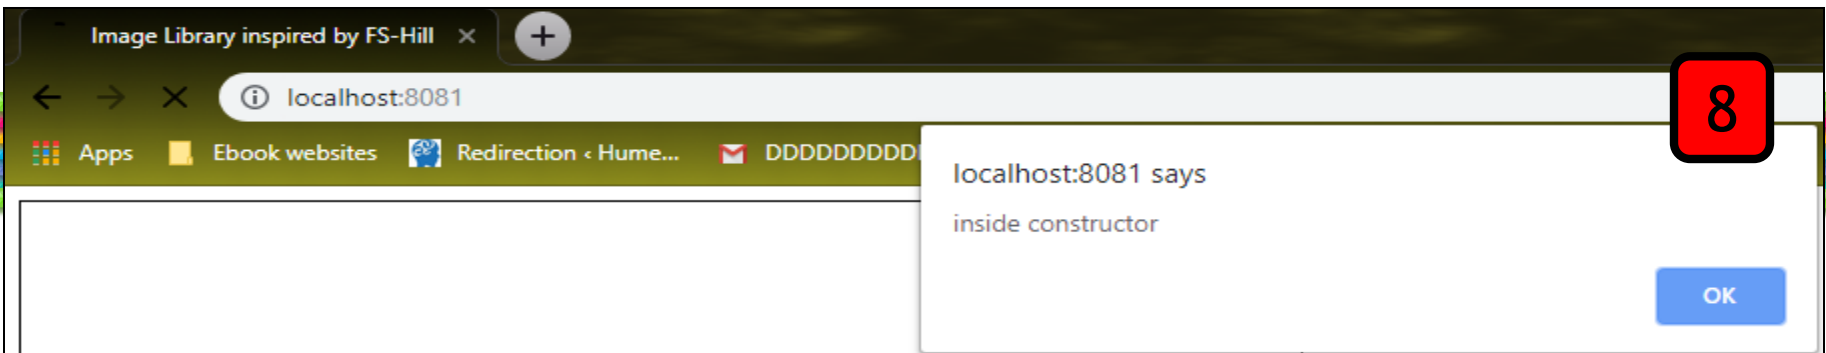 Image Library inspired by FS-Hill
localhost:8081
8
Apps Ebook websites Redirection ‹ Hume... DDDDDDDDD
localhost:8081 says
inside constructor
OK